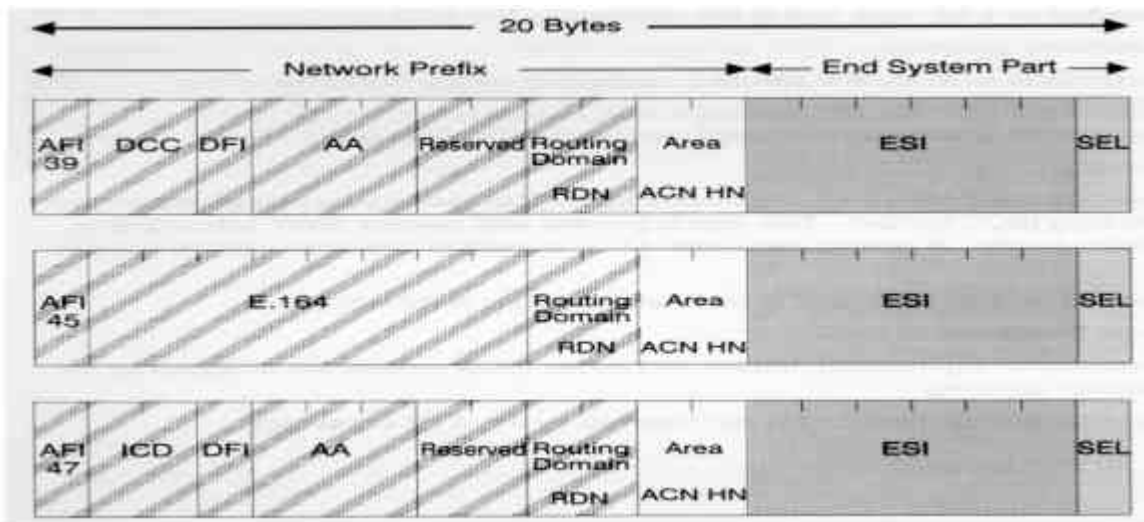 20 Bytes
Network Prefix End System Part
AFI DCC DFI AA Reserved Routing Area ESI SEL
39 Domain
RDN ACN HN
AFI E.164 Routing Area ESI SEL
45 Domain
RDN ACN HN
AFI ICD DFI AA Reserved Routing Area ESI SEL
47 Domain
RDN ACN HN